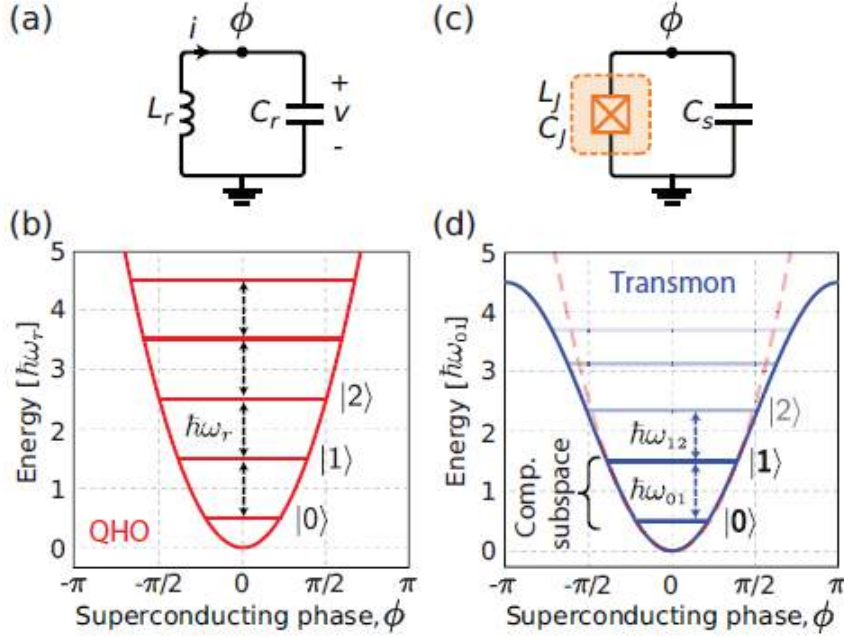 (a)
i
ϕ
L_r
C_r
+
v
-
(c)
ϕ
L_J
C_J
C_s
(b)
5
4
3
2
1
0
Energy [ħω_r]
|2⟩
ħω_r
|1⟩
|0⟩
QHO
-π
-π/2
0
π/2
π
Superconducting phase, ϕ
(d)
5
4
3
2
1
0
Energy [ħω_01]
Transmon
|2⟩
ħω_12
|1⟩
ħω_01
|0⟩
Comp.
subspace
-π
-π/2
0
π/2
π
Superconducting phase, ϕ